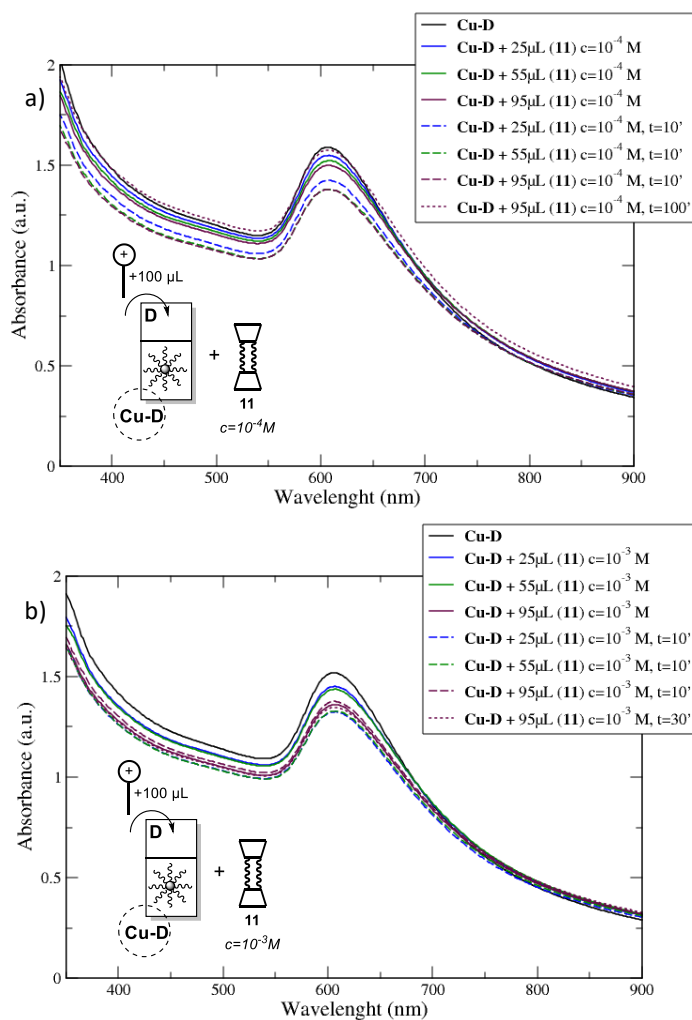 Cu-D
Cu-D + 25μL (11) c=10⁻⁴ M
Cu-D + 55μL (11) c=10⁻⁴ M
Cu-D + 95μL (11) c=10⁻⁴ M
Cu-D + 25μL (11) c=10⁻⁴ M, t=10'
Cu-D + 55μL (11) c=10⁻⁴ M, t=10'
Cu-D + 95μL (11) c=10⁻⁴ M, t=10'
Cu-D + 95μL (11) c=10⁻⁴ M, t=100'
a)
2
1.5
1
0.5
0
Absorbance (a.u.)
+
+100 μL
D
+
Cu-D
11
c=10⁻⁴M
400 500 600 700 800 900
Wavelenght (nm)
Cu-D
Cu-D + 25μL (11) c=10⁻³ M
Cu-D + 55μL (11) c=10⁻³ M
Cu-D + 95μL (11) c=10⁻³ M
Cu-D + 25μL (11) c=10⁻³ M, t=10'
Cu-D + 55μL (11) c=10⁻³ M, t=10'
Cu-D + 95μL (11) c=10⁻³ M, t=10'
Cu-D + 95μL (11) c=10⁻³ M, t=30'
b)
2
1.5
1
0.5
0
Absorbance (a.u.)
+
+100 μL
D
+
Cu-D
11
c=10⁻³M
400 500 600 700 800 900
Wavelenght (nm)